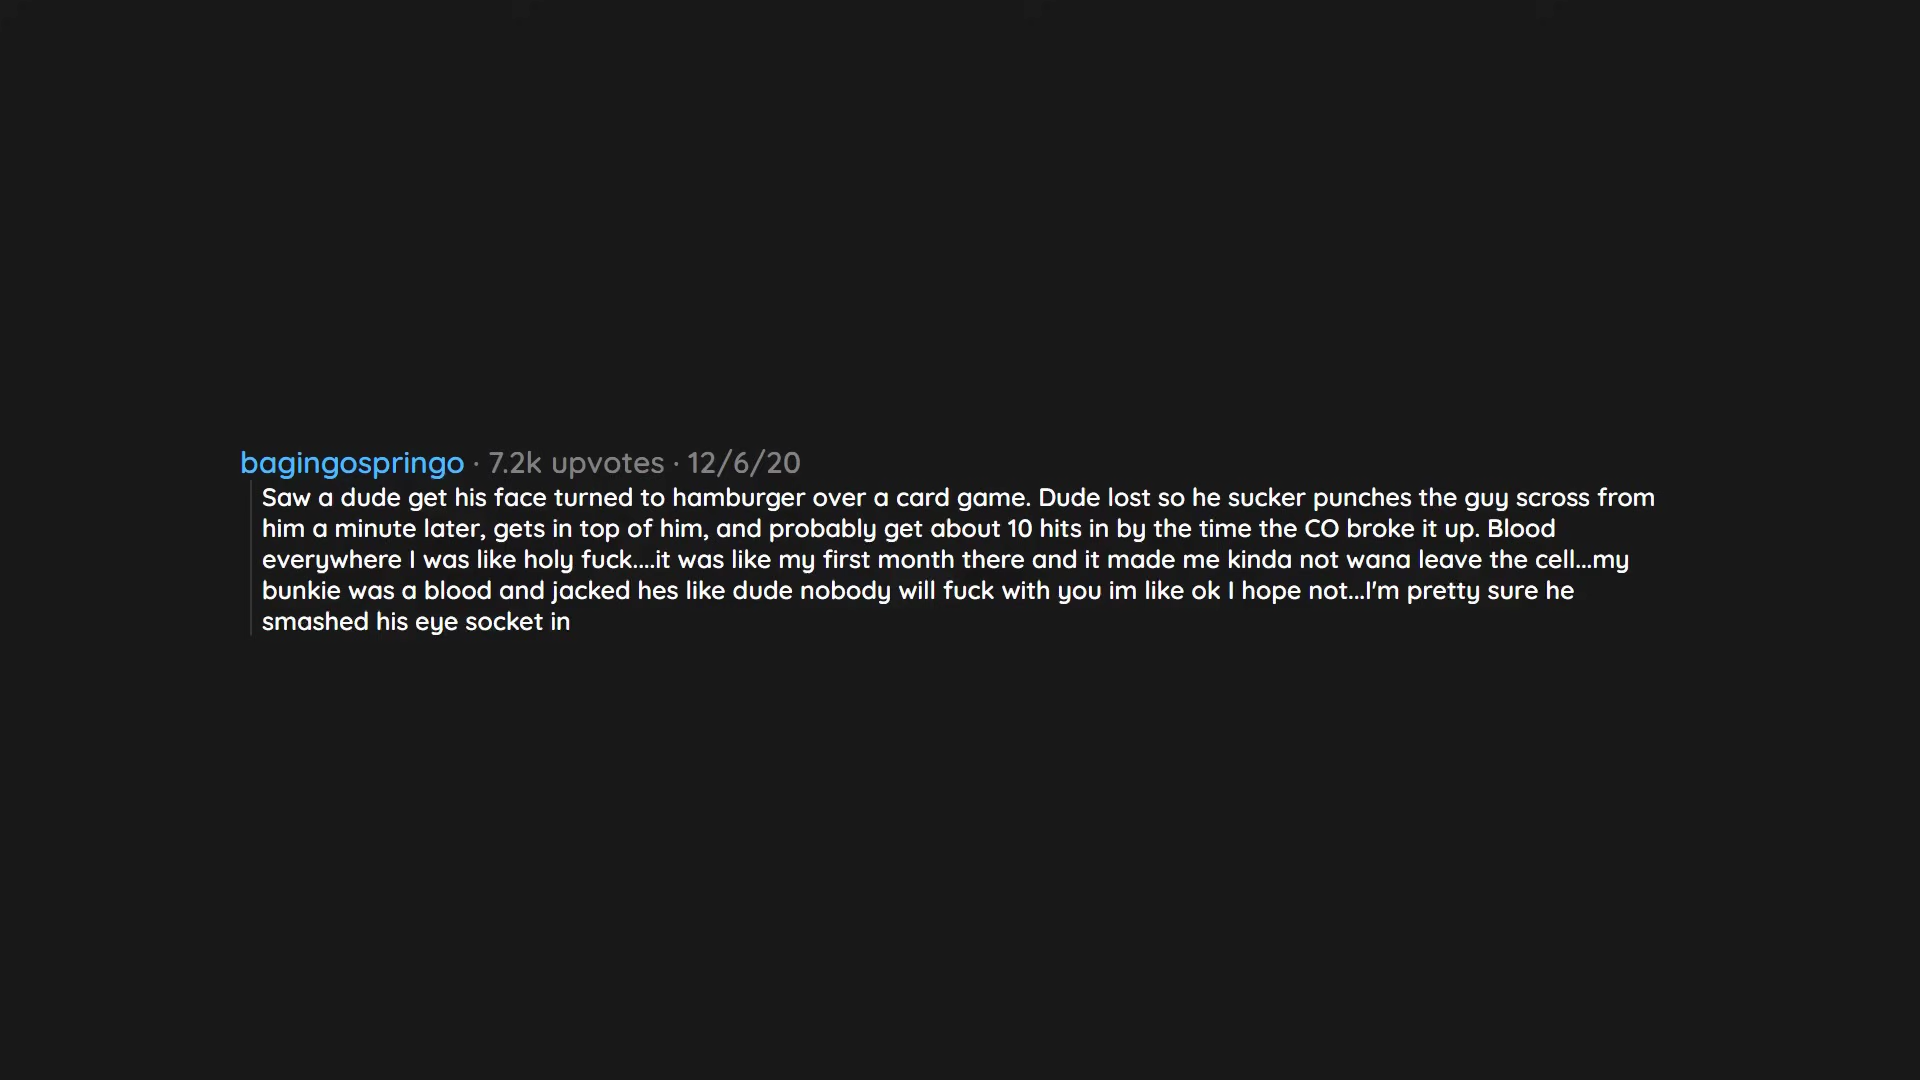 bagingospringo · 7.2k upvotes · 12/6/20
Saw a dude get his face turned to hamburger over a card game. Dude lost so he sucker punches the guy scross from
him a minute later, gets in top of him, and probably get about 10 hits in by the time the CO broke it up. Blood
everywhere I was like holy fuck....it was like my first month there and it made me kinda not wana leave the cell...my
bunkie was a blood and jacked hes like dude nobody will fuck with you im like ok I hope not...I'm pretty sure he
smashed his eye socket in